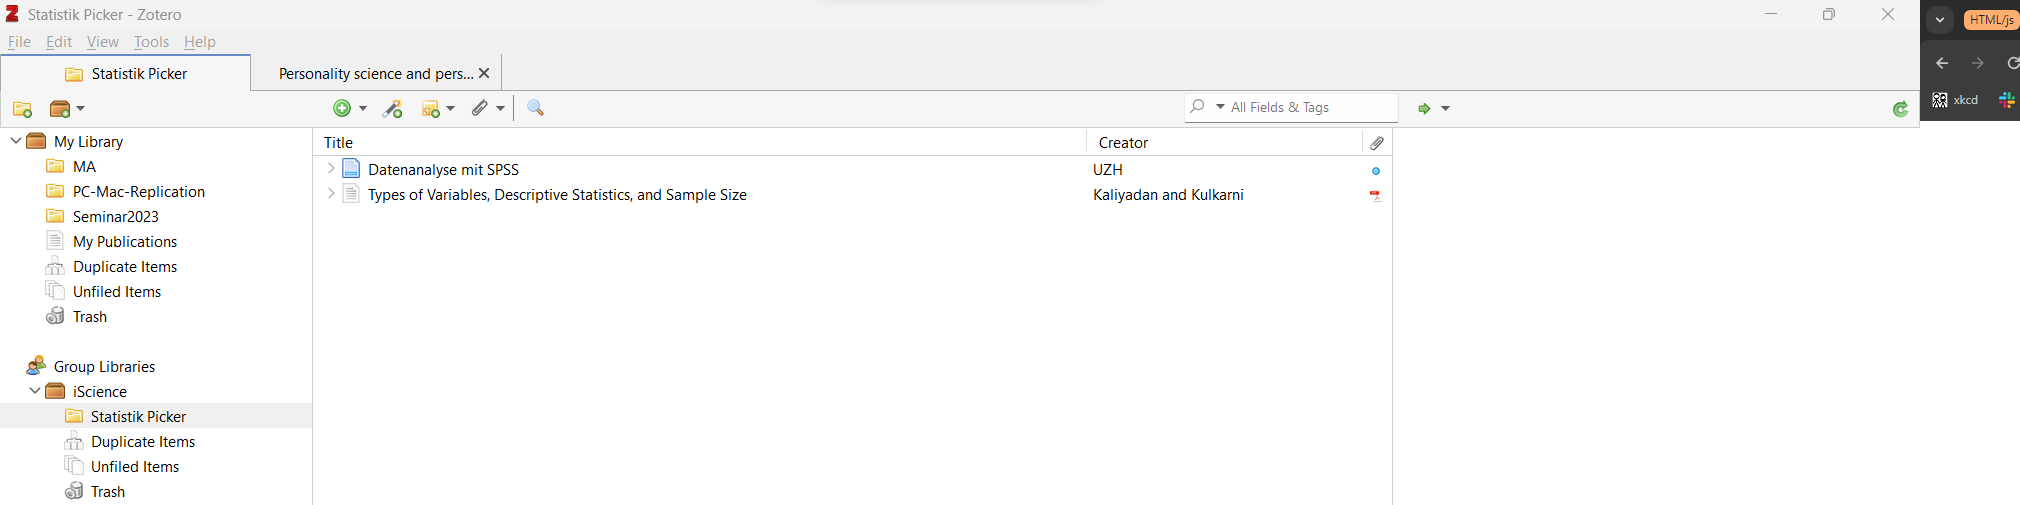 Statistik Picker - Zotero
HTML/js
File Edit View Tools Help
Statistik Picker
Personality science and pers...
xkcd
All Fields & Tags
Title Creator
Datenanalyse mit SPSS UZH
Types of Variables, Descriptive Statistics, and Sample Size Kaliyadan and Kulkarni
My Library
MA
PC-Mac-Replication
Seminar2023
My Publications
Duplicate Items
Unfiled Items
Trash
Group Libraries
iScience
Statistik Picker
Duplicate Items
Unfiled Items
Trash